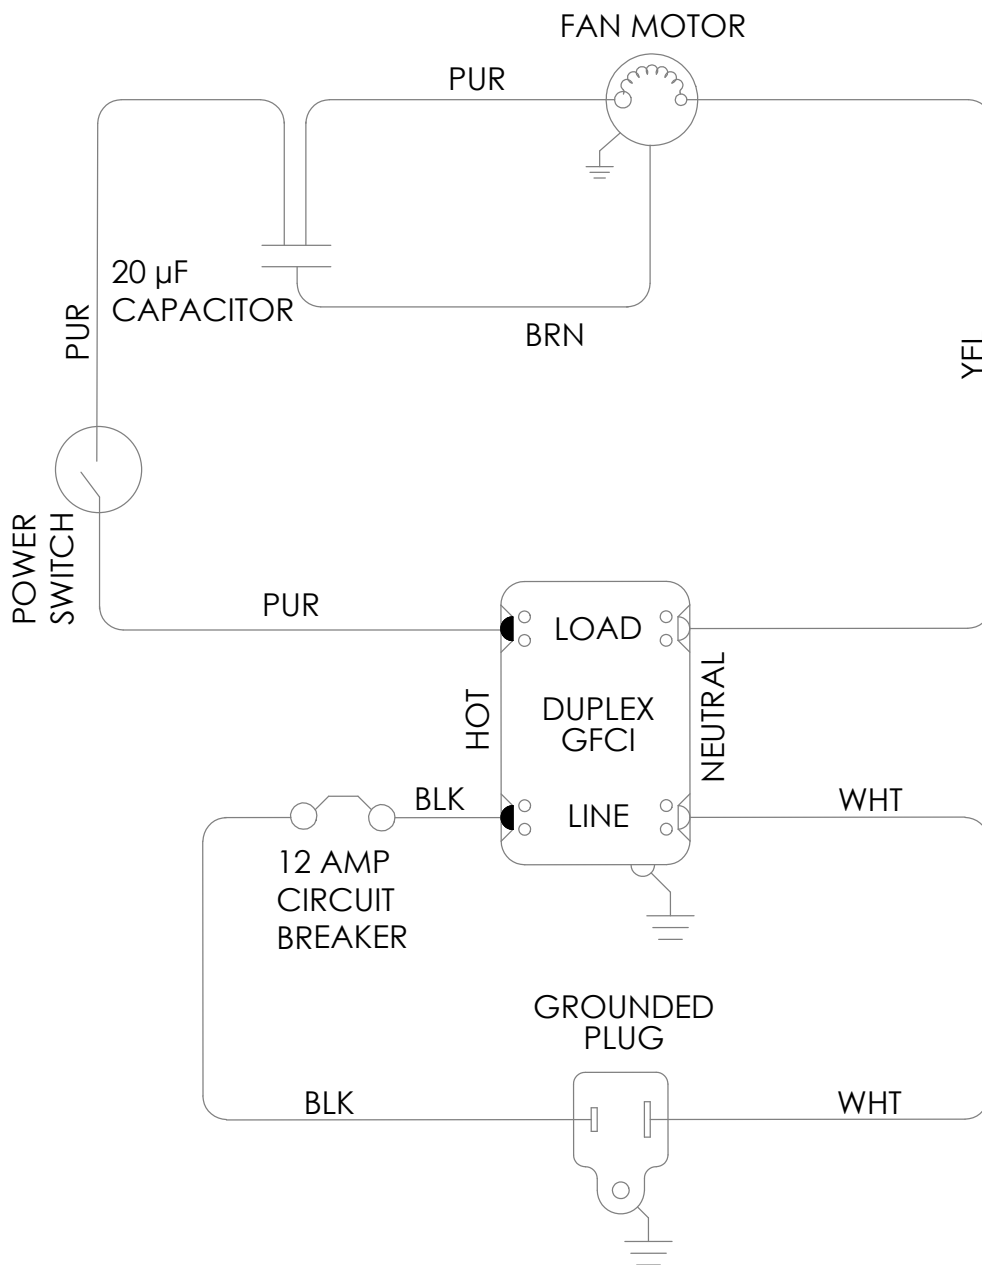 FAN MOTOR
PUR
20 µF
CAPACITOR
PUR
BRN
POWER
SWITCH
PUR
LOAD
HOT
DUPLEX
GFCI
NEUTRAL
BLK
LINE
WHT
12 AMP
CIRCUIT
BREAKER
GROUNDED
PLUG
BLK
WHT